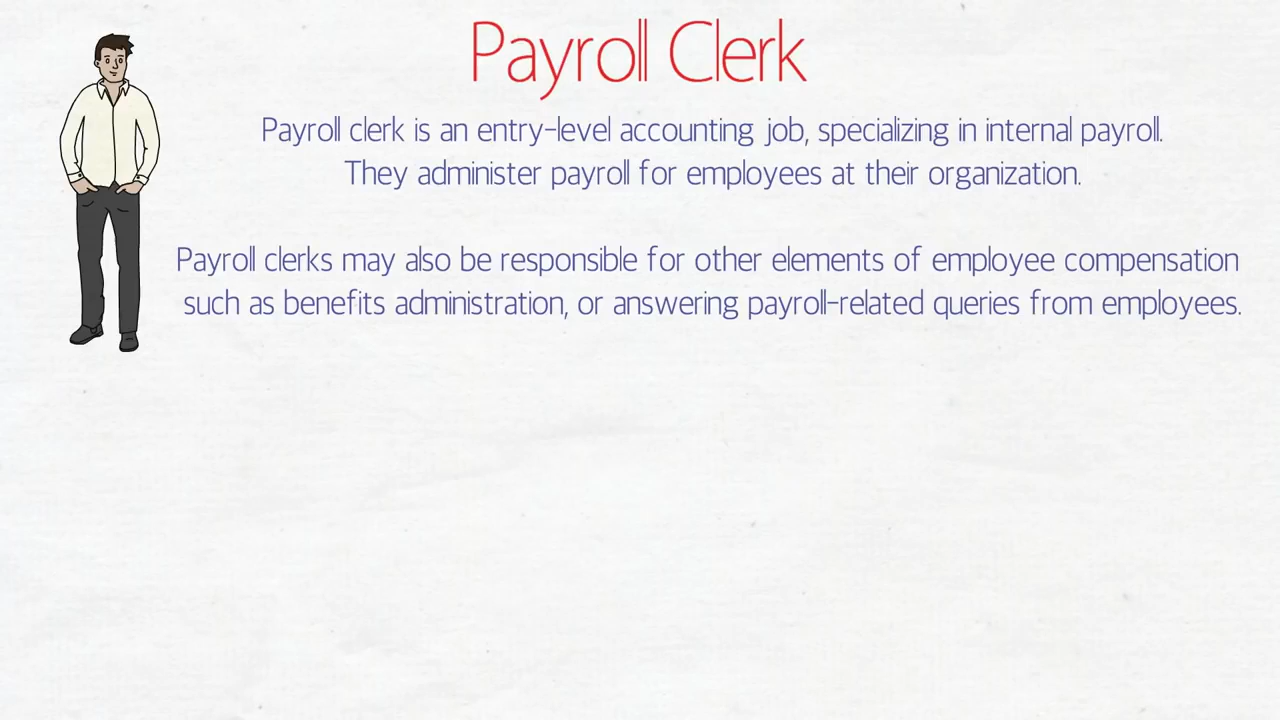 Payroll Clerk
Payroll clerk is an entry-level accounting job, specializing in internal payroll.
They administer payroll for employees at their organization.
Payroll clerks may also be responsible for other elements of employee compensation
such as benefits administration, or answering payroll-related queries from employees.